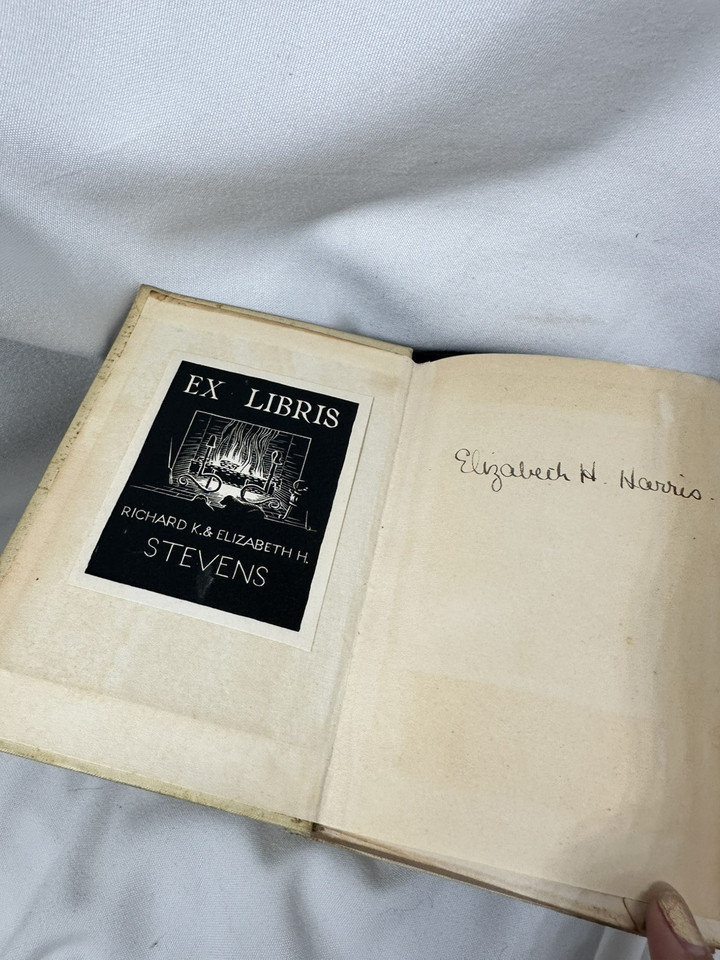 EX LIBRIS
RICHARD K. & ELIZABETH H.
STEVENS
Elizabeth H. Harris.